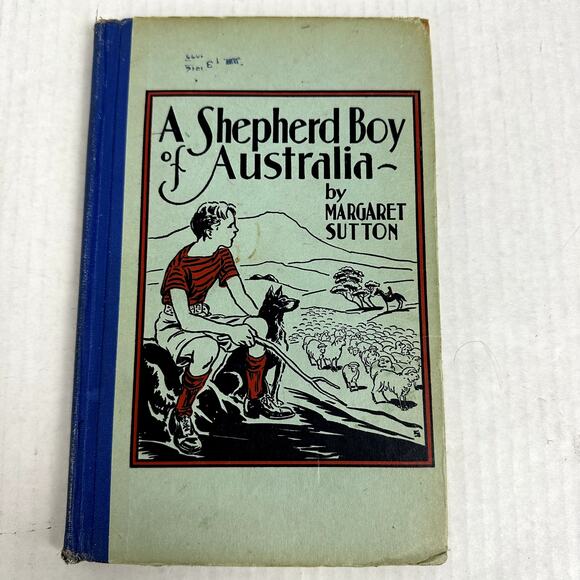 A Shepherd Boy
of Australia~
by
MARGARET
SUTTON